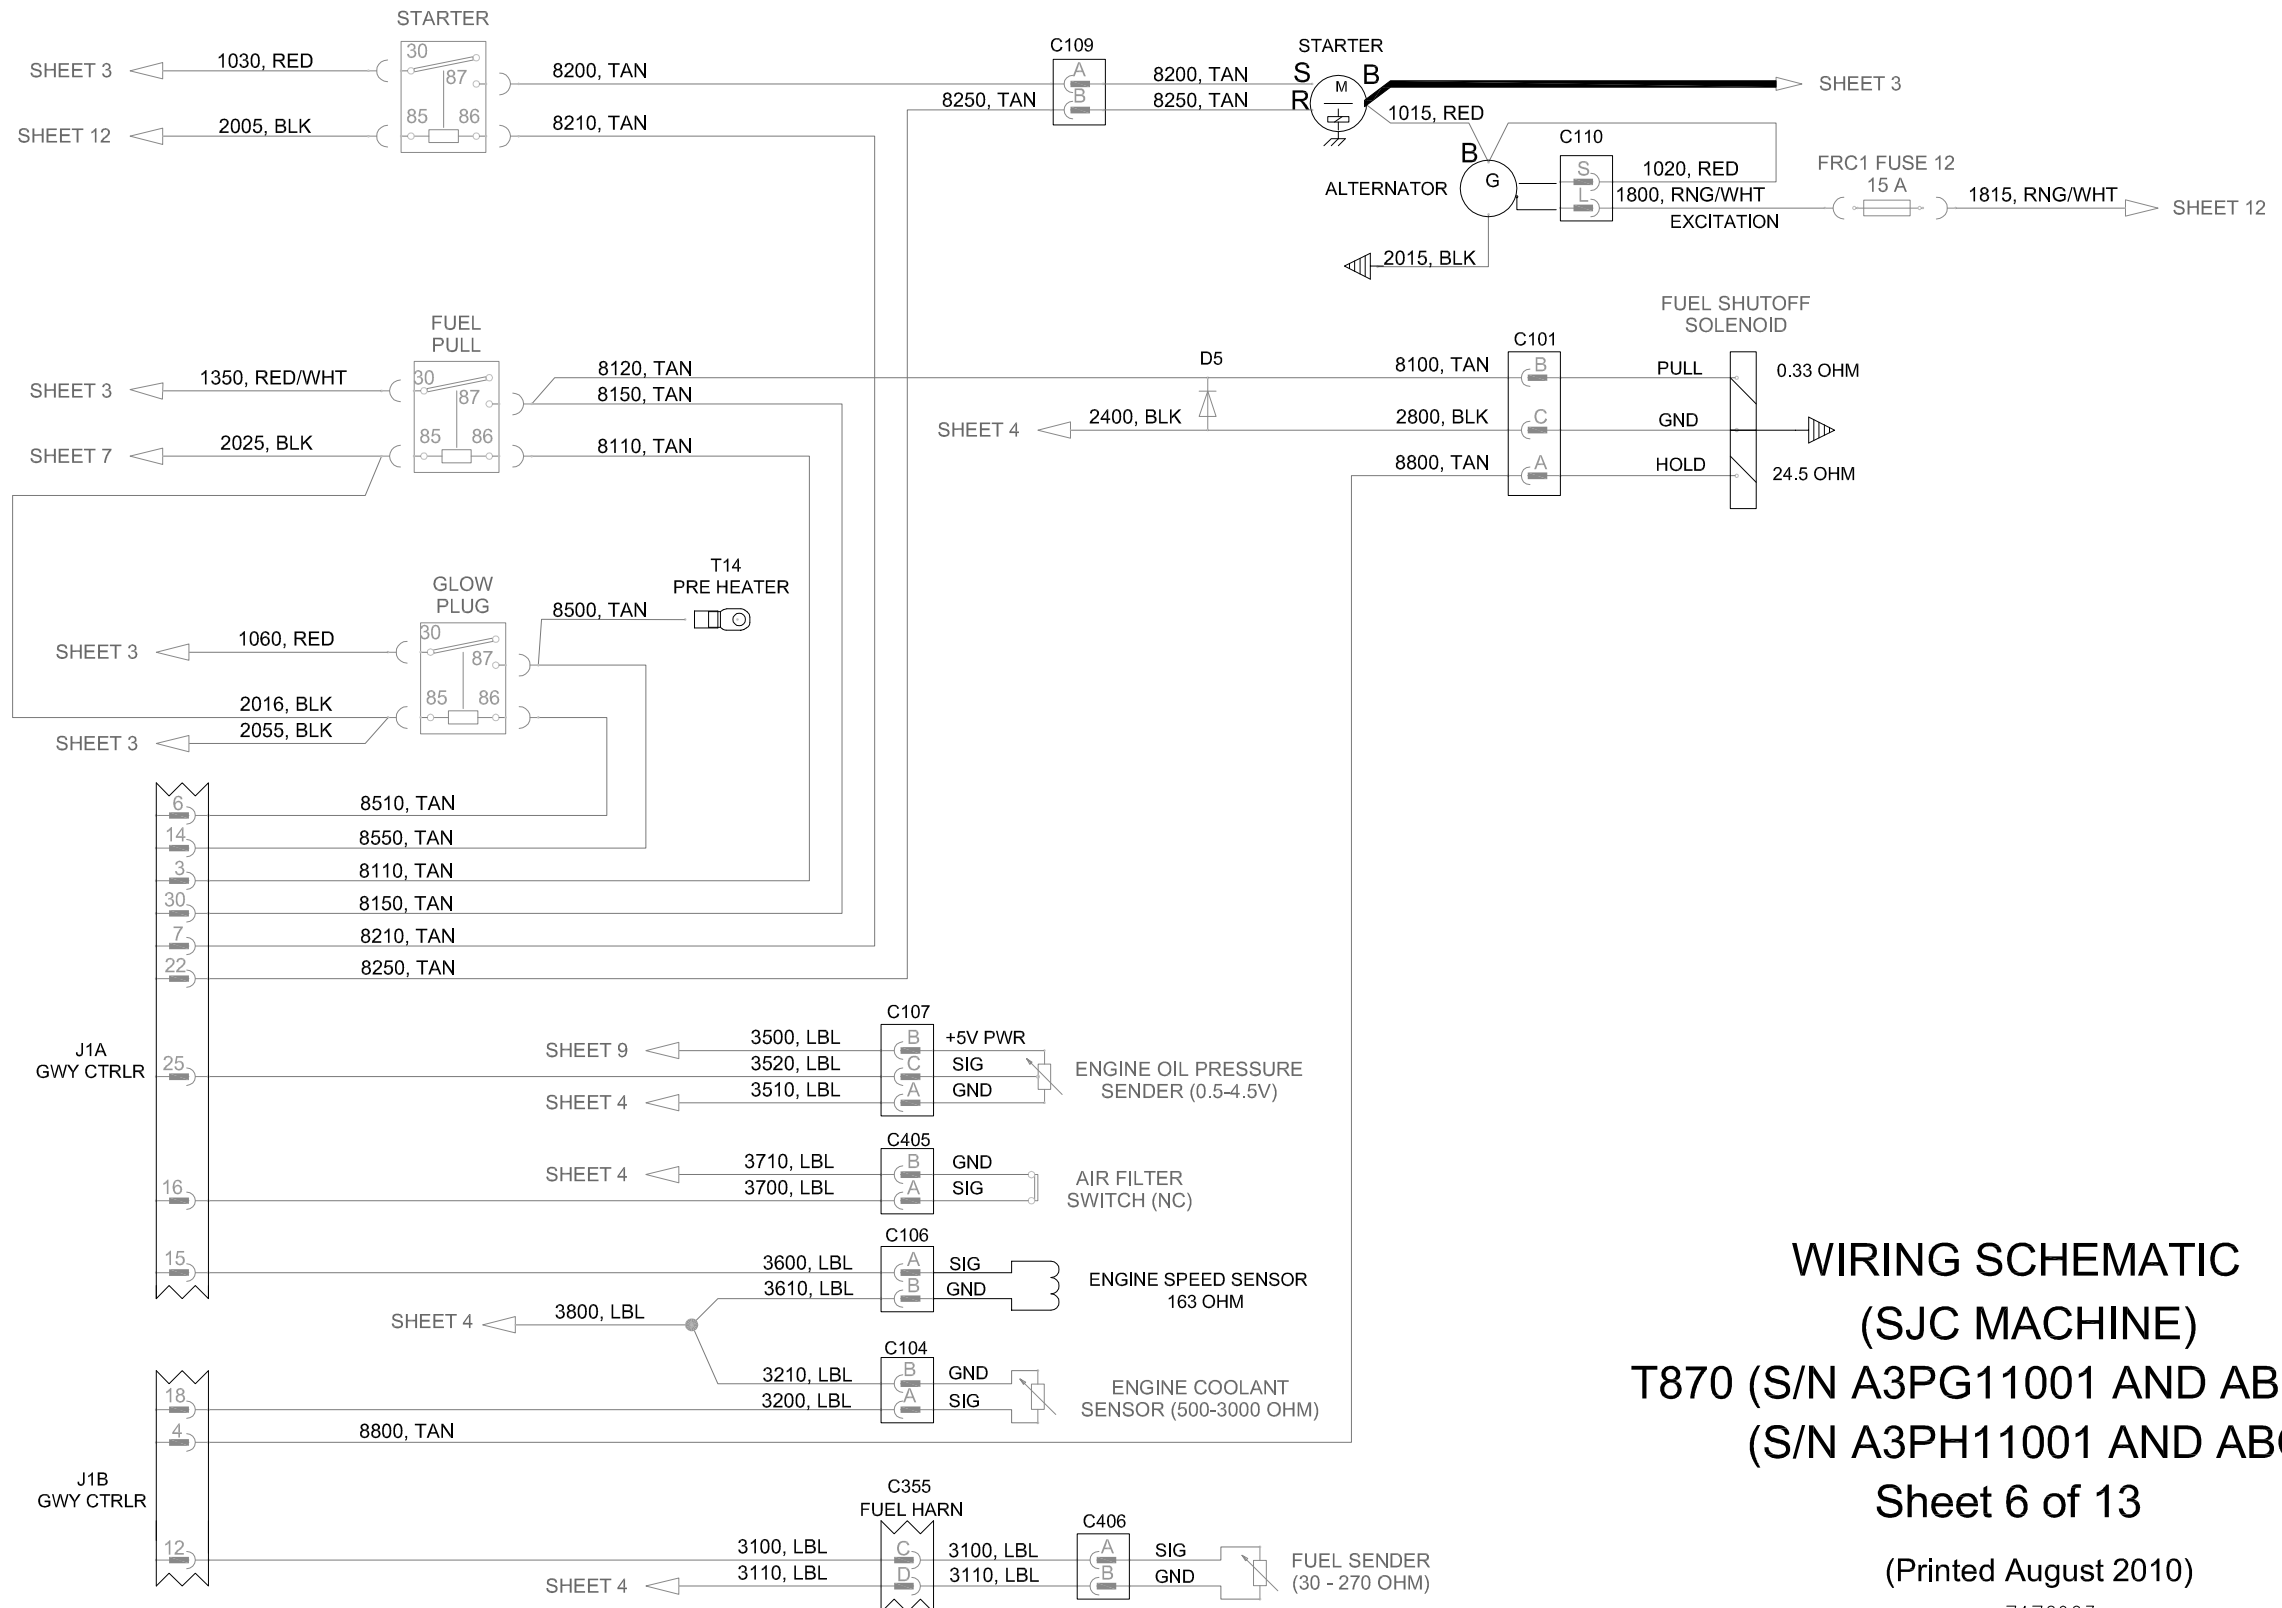 STARTER
30
87
85 86
SHEET 3
1030, RED
8200, TAN
SHEET 12
2005, BLK
8210, TAN
C109
A
B
8250, TAN
8200, TAN
8250, TAN
STARTER
S
R
B
M
SHEET 3
1015, RED
B
G
ALTERNATOR
C110
S
L
1020, RED
1800, RNG/WHT
EXCITATION
FRC1 FUSE 12
15 A
1815, RNG/WHT
SHEET 12
2015, BLK
FUEL
PULL
30
87
85 86
SHEET 3
1350, RED/WHT
8120, TAN
8150, TAN
SHEET 7
2025, BLK
8110, TAN
D5
SHEET 4
2400, BLK
8100, TAN
2800, BLK
8800, TAN
C101
B
C
A
FUEL SHUTOFF
SOLENOID
PULL
GND
HOLD
0.33 OHM
24.5 OHM
GLOW
PLUG
30
87
85 86
SHEET 3
1060, RED
8500, TAN
T14
PRE HEATER
2016, BLK
2055, BLK
SHEET 3
6
8510, TAN
14
8550, TAN
3
8110, TAN
30
8150, TAN
7
8210, TAN
22
8250, TAN
J1A
GWY CTRLR
25
16
15
C107
SHEET 9
3500, LBL
B
+5V PWR
3520, LBL
C
SIG
SHEET 4
3510, LBL
A
GND
ENGINE OIL PRESSURE
SENDER (0.5-4.5V)
C405
SHEET 4
3710, LBL
B
GND
3700, LBL
A
SIG
AIR FILTER
SWITCH (NC)
C106
3600, LBL
A
SIG
3610, LBL
B
GND
ENGINE SPEED SENSOR
163 OHM
SHEET 4
3800, LBL
C104
3210, LBL
B
GND
3200, LBL
A
SIG
ENGINE COOLANT
SENSOR (500-3000 OHM)
18
4
8800, TAN
J1B
GWY CTRLR
12
C355
FUEL HARN
3100, LBL
C
3100, LBL
SHEET 4
3110, LBL
D
3110, LBL
C406
A
SIG
B
GND
FUEL SENDER
(30 - 270 OHM)
WIRING SCHEMATIC
(SJC MACHINE)
T870 (S/N A3PG11001 AND AB
(S/N A3PH11001 AND AB
Sheet 6 of 13
(Printed August 2010)